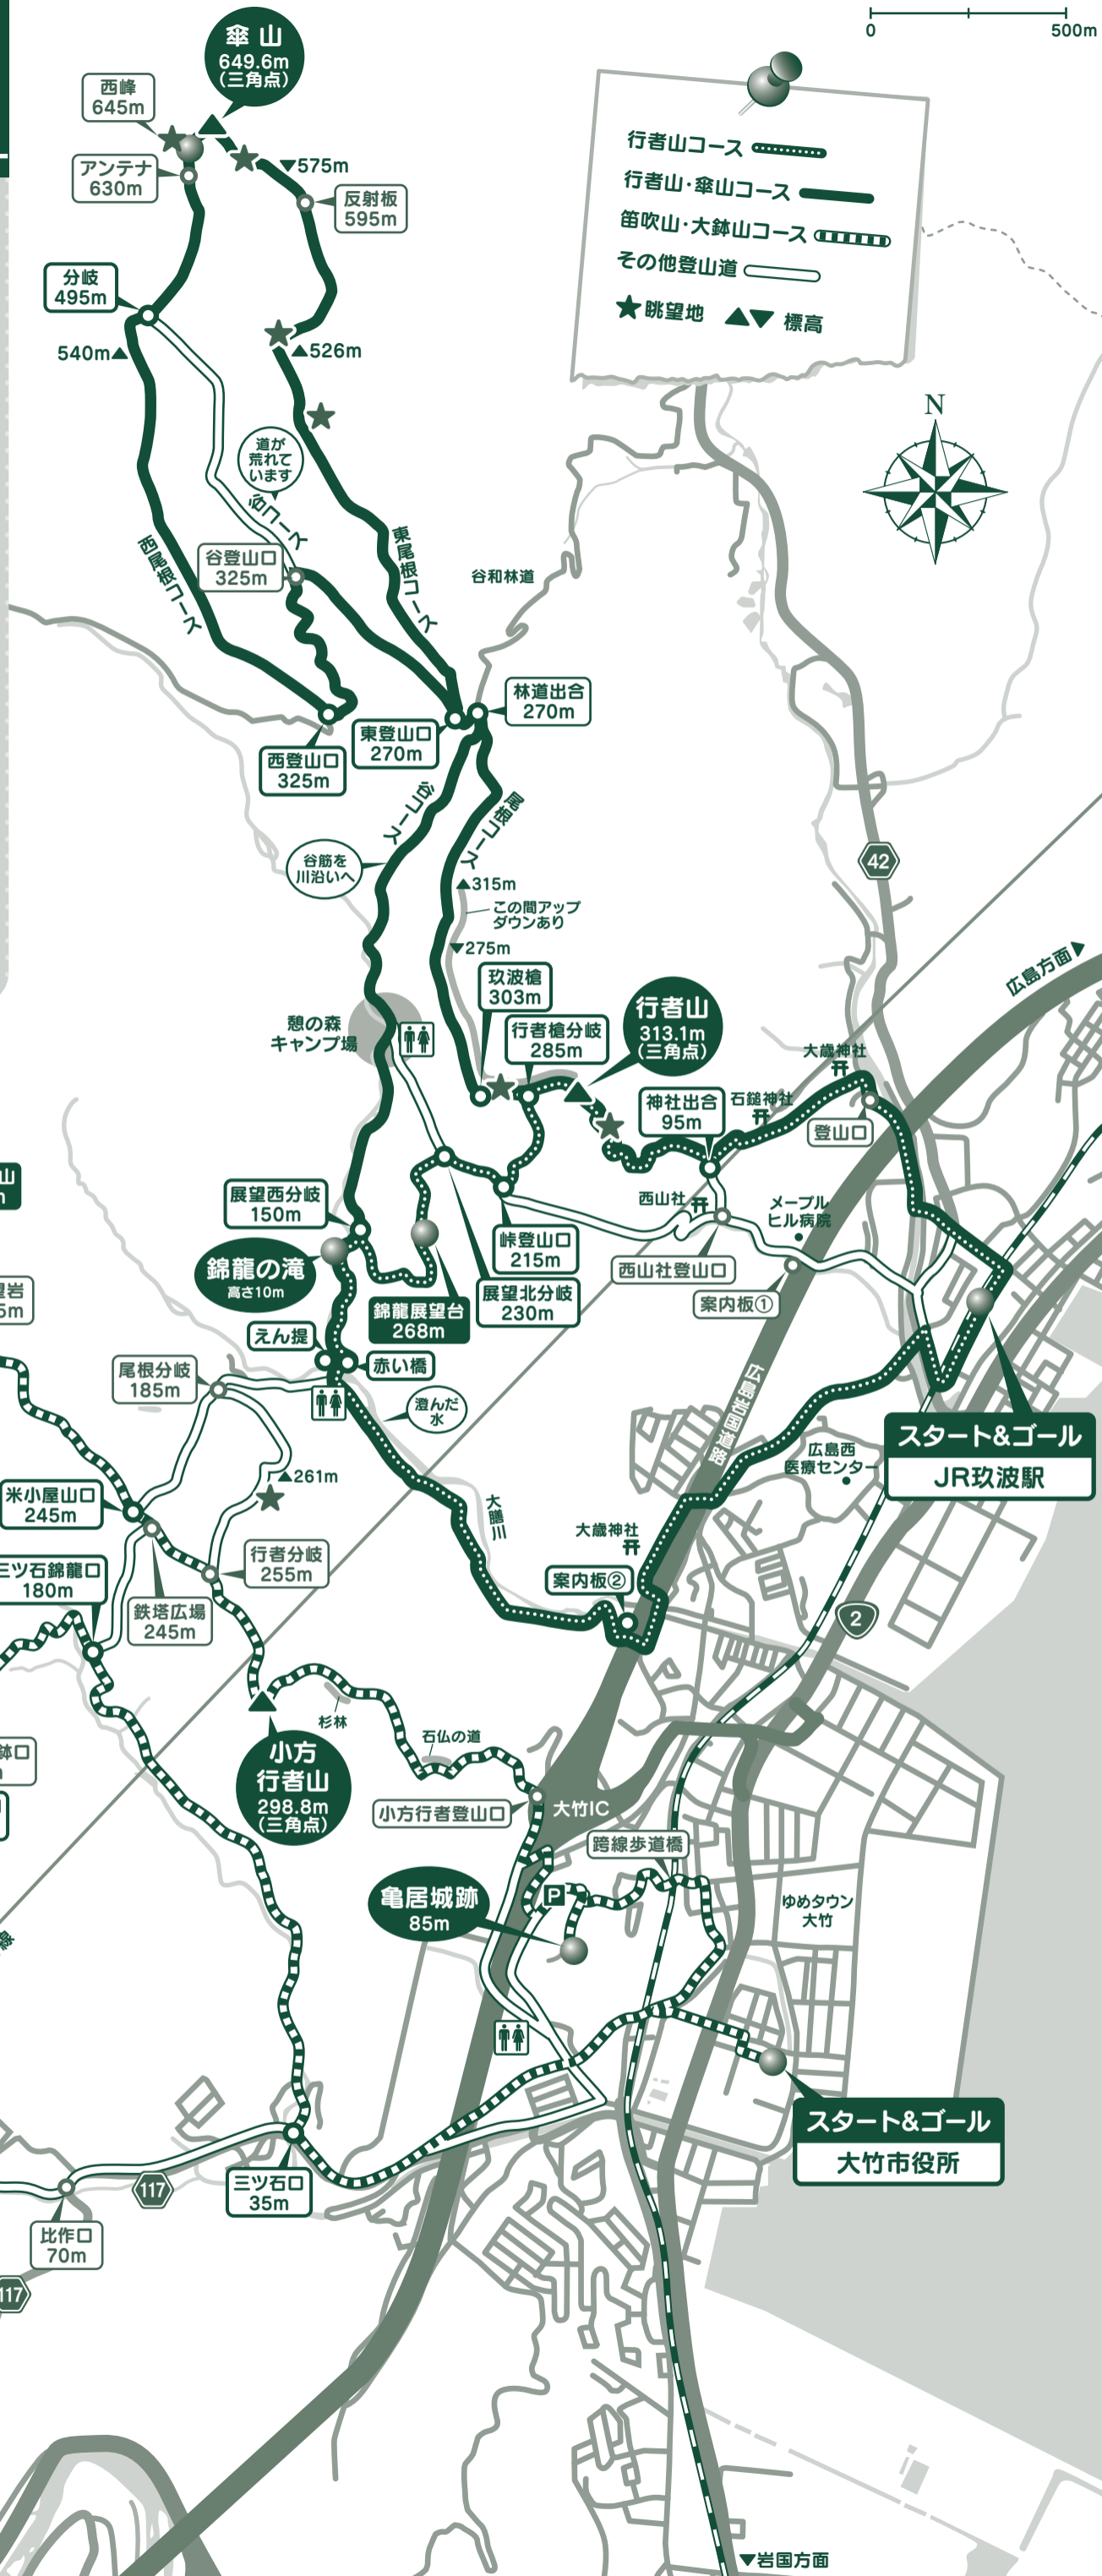 0
500m
傘 山
649.6m
(三角点)
西峰
645m
アンテナ
630m
▼575m
反射板
595m
行者山コース
行者山・傘山コース
笛吹山・大鉢山コース
その他登山道
★眺望地 ▲▼ 標高
分岐
495m
540m▲
▲526m
N
道が
荒れて
います
谷コース
西尾根コース
東尾根コース
谷登山口
325m
谷和林道
林道出合
270m
東登山口
270m
西登山口
325m
谷コース
尾根コース
谷筋を
川沿いへ
▲315m
この間アップ
ダウンあり
▼275m
42
広島方面▶
玖波槍
303m
憩の森
キャンプ場
行者槍分岐
285m
行者山
313.1m
(三角点)
大歳神社
神社出合
95m
石鎚神社
登山口
山
m
展望西分岐
150m
西山社
メープル
ヒル病院
峠登山口
215m
西山社登山口
錦龍の滝
高さ10m
案内板①
望岩
5m
錦龍展望台
268m
展望北分岐
230m
えん提
赤い橋
尾根分岐
185m
澄んだ
水
広島岩国道路
スタート&ゴール
JR玖波駅
広島西
医療センター
▲261m
米小屋山口
245m
大膳川
大歳神社
行者分岐
255m
案内板②
三ツ石錦龍口
180m
鉄塔広場
245m
2
杉林
石仏の道
鉢口
m
小方
行者山
298.8m
(三角点)
小方行者登山口
大竹IC
跨線歩道橋
亀居城跡
85m
P
ゆめタウン
大竹
線
スタート&ゴール
大竹市役所
三ツ石口
35m
117
比作口
70m
117
▼岩国方面